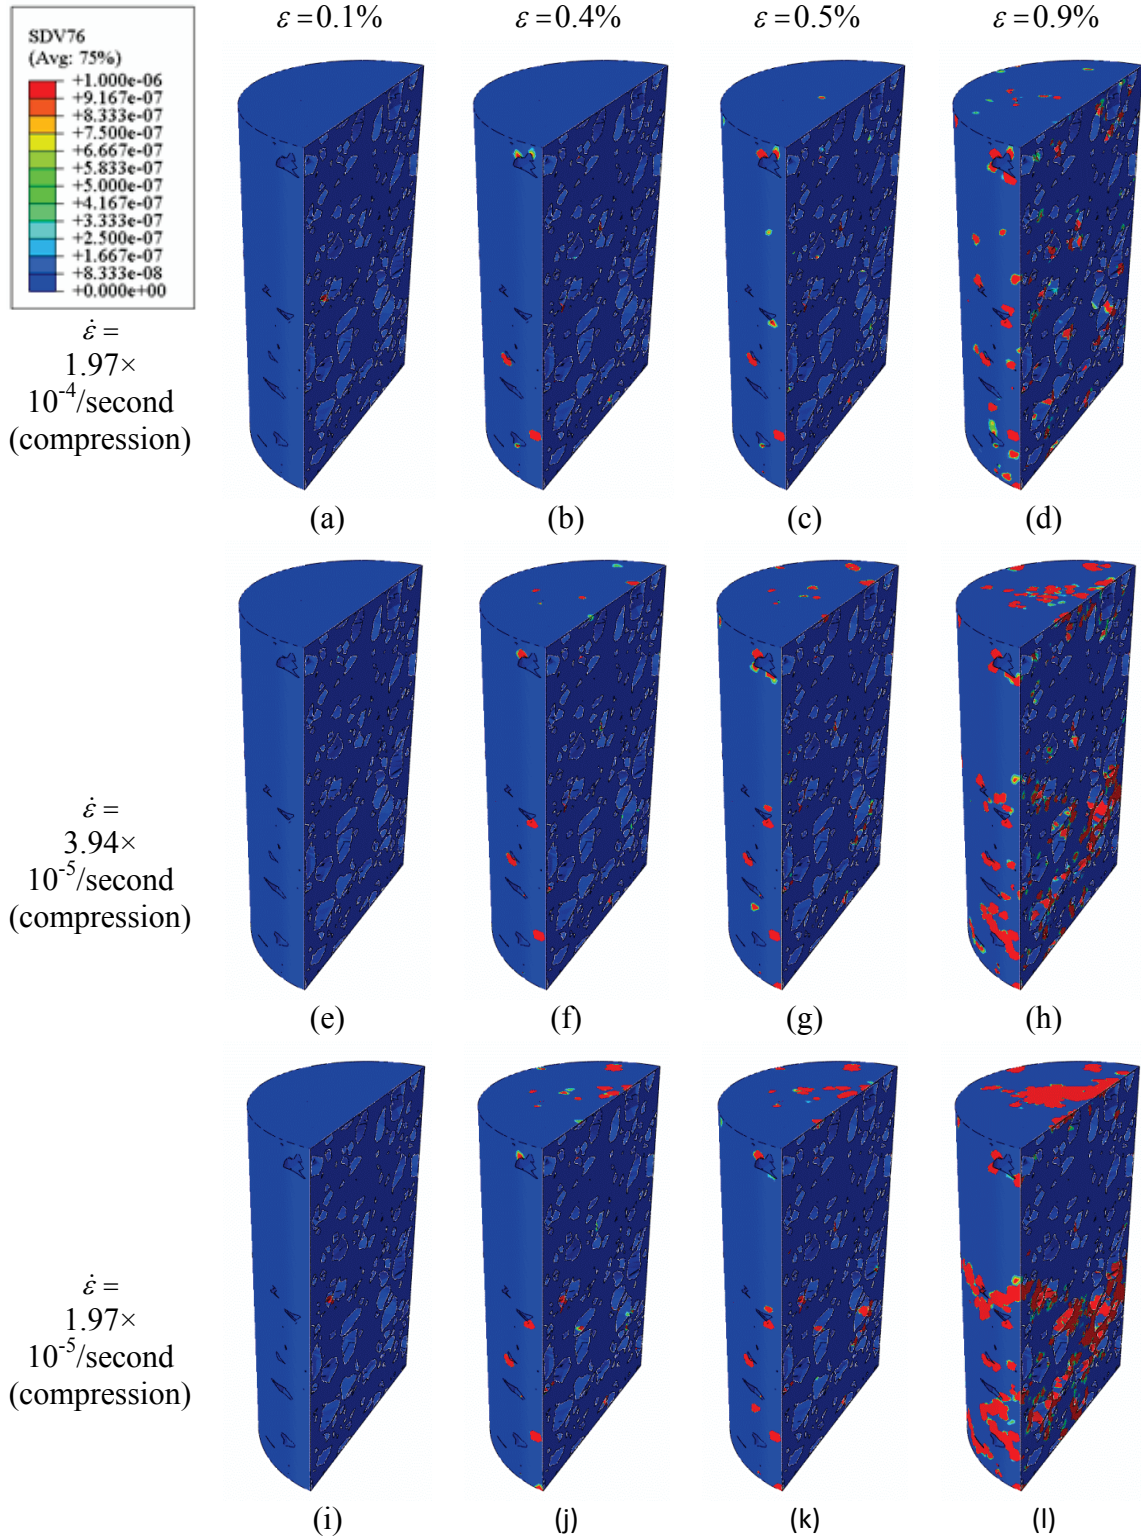 ε=0.1%
ε=0.4%
ε=0.5%
ε=0.9%
SDV76
(Avg: 75%)
+1.000e-06
+9.167e-07
+8.333e-07
+7.500e-07
+6.667e-07
+5.833e-07
+5.000e-07
+4.167e-07
+3.333e-07
+2.500e-07
+1.667e-07
+8.333e-08
+0.000e+00
ε̇ =
1.97×
10⁻⁴/second
(compression)
(a)
(b)
(c)
(d)
ε̇ =
3.94×
10⁻⁵/second
(compression)
(e)
(f)
(g)
(h)
ε̇ =
1.97×
10⁻⁵/second
(compression)
(i)
(j)
(k)
(l)